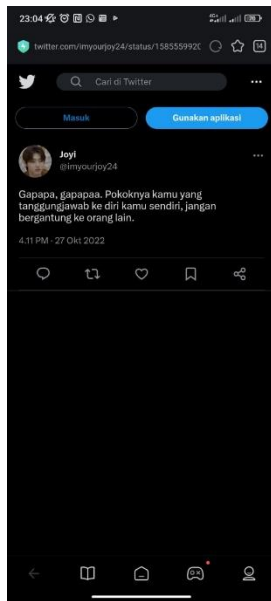 23:04
twitter.com/imyourjoy24/status/158555992
14
Cari di Twitter
Masuk
Gunakan aplikasi
Joyi
@imyourjoy24
Gapapa, gapapaa. Pokoknya kamu yang
tanggungjawab ke diri kamu sendiri, jangan
bergantung ke orang lain.
4.11 PM · 27 Okt 2022